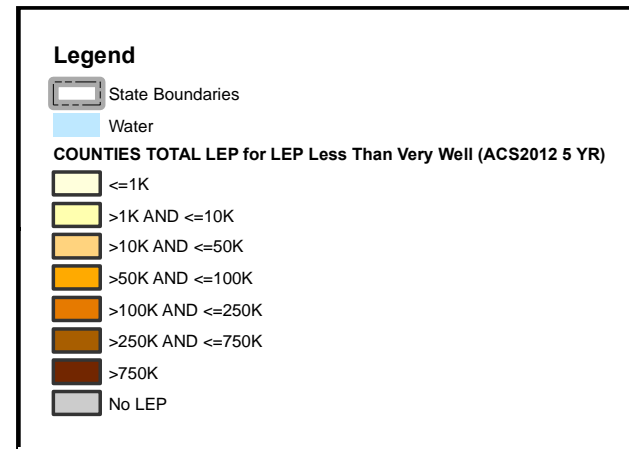 Legend
State Boundaries
Water
COUNTIES TOTAL LEP for LEP Less Than Very Well (ACS2012 5 YR)
<=1K
>1K AND <=10K
>10K AND <=50K
>50K AND <=100K
>100K AND <=250K
>250K AND <=750K
>750K
No LEP